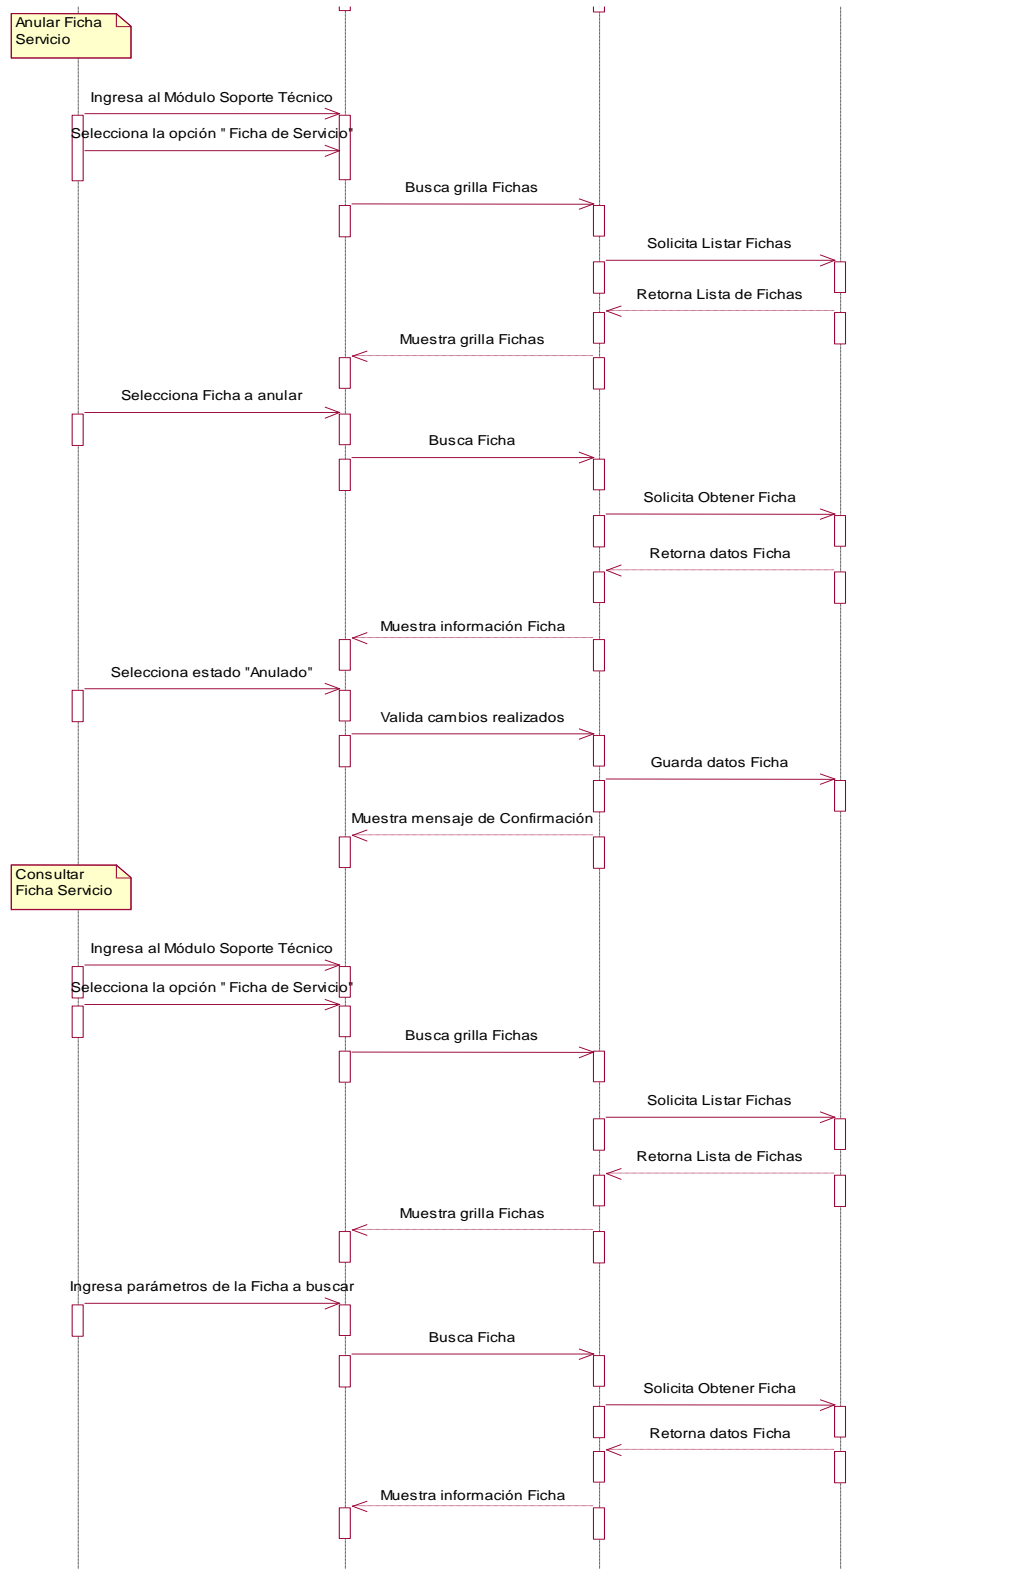 Anular Ficha
Servicio
Ingresa al Módulo Soporte Técnico
Selecciona la opción " Ficha de Servicio"
Busca grilla Fichas
Solicita Listar Fichas
Retorna Lista de Fichas
Muestra grilla Fichas
Selecciona Ficha a anular
Busca Ficha
Solicita Obtener Ficha
Retorna datos Ficha
Muestra información Ficha
Selecciona estado "Anulado"
Valida cambios realizados
Guarda datos Ficha
Muestra mensaje de Confirmación
Consultar
Ficha Servicio
Ingresa al Módulo Soporte Técnico
Selecciona la opción " Ficha de Servicio"
Busca grilla Fichas
Solicita Listar Fichas
Retorna Lista de Fichas
Muestra grilla Fichas
Ingresa parámetros de la Ficha a buscar
Busca Ficha
Solicita Obtener Ficha
Retorna datos Ficha
Muestra información Ficha